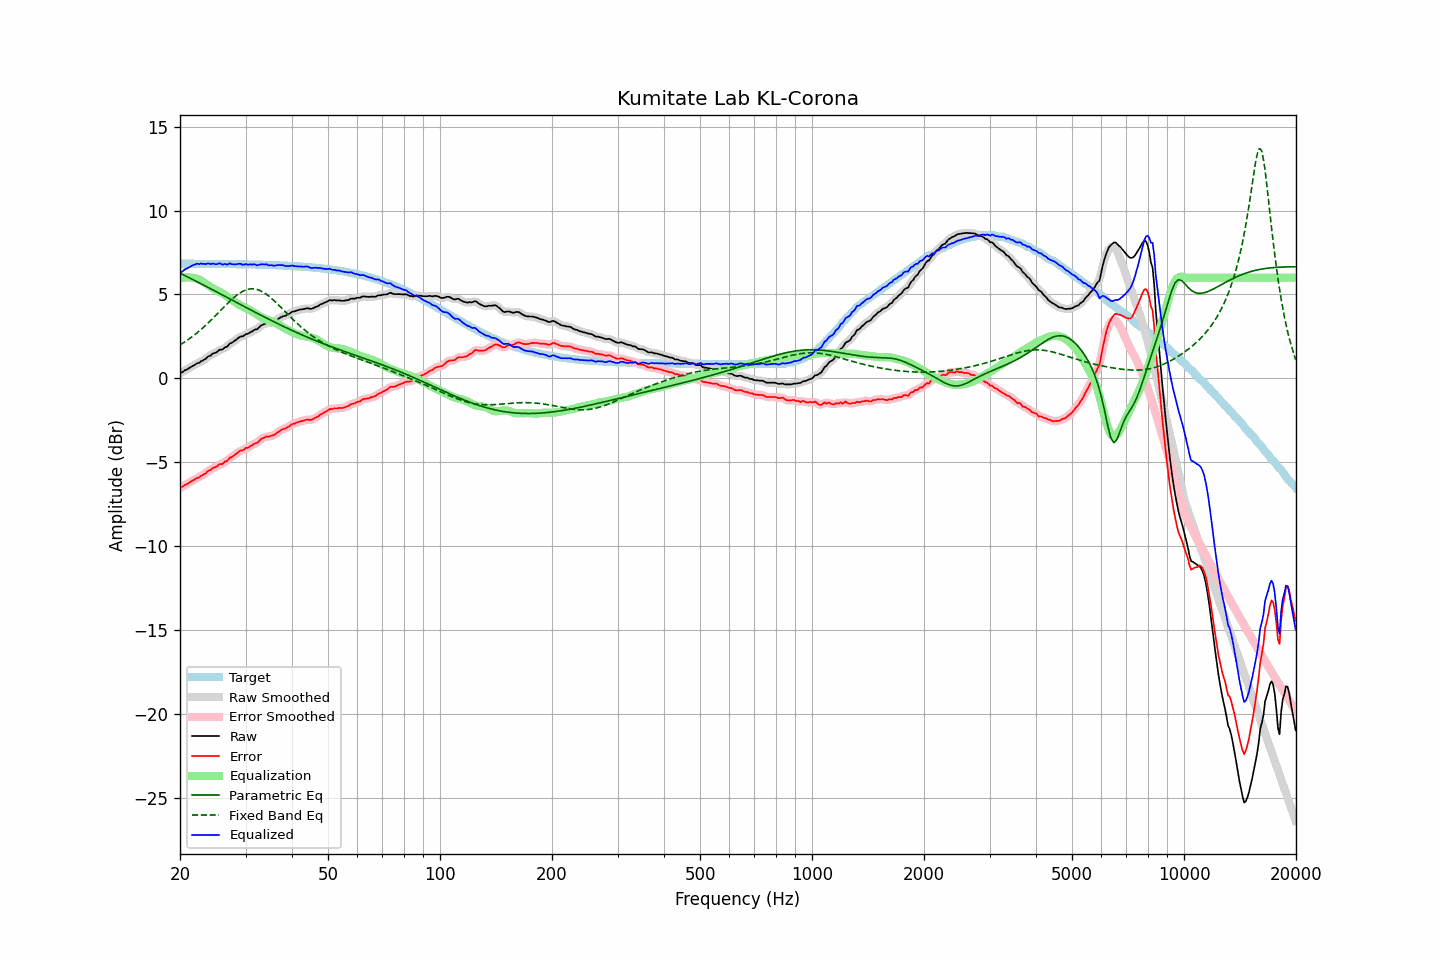 Kumitate Lab KL-Corona
15
10
5
0
−5
−10
−15
−20
−25
Amplitude (dBr)
Target
Raw Smoothed
Error Smoothed
Raw
Error
Equalization
Parametric Eq
Fixed Band Eq
Equalized
20 50 100 200 500 1000 2000 5000 10000 20000
Frequency (Hz)